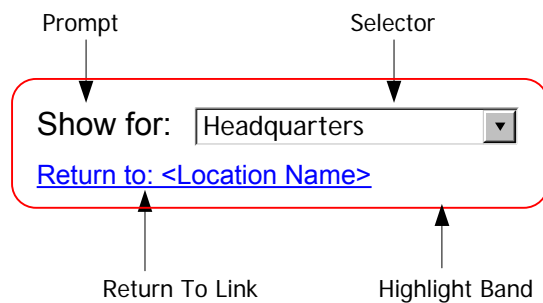 Prompt Selector
Show for: Headquarters
Return to: <Location Name>
Return To Link Highlight Band